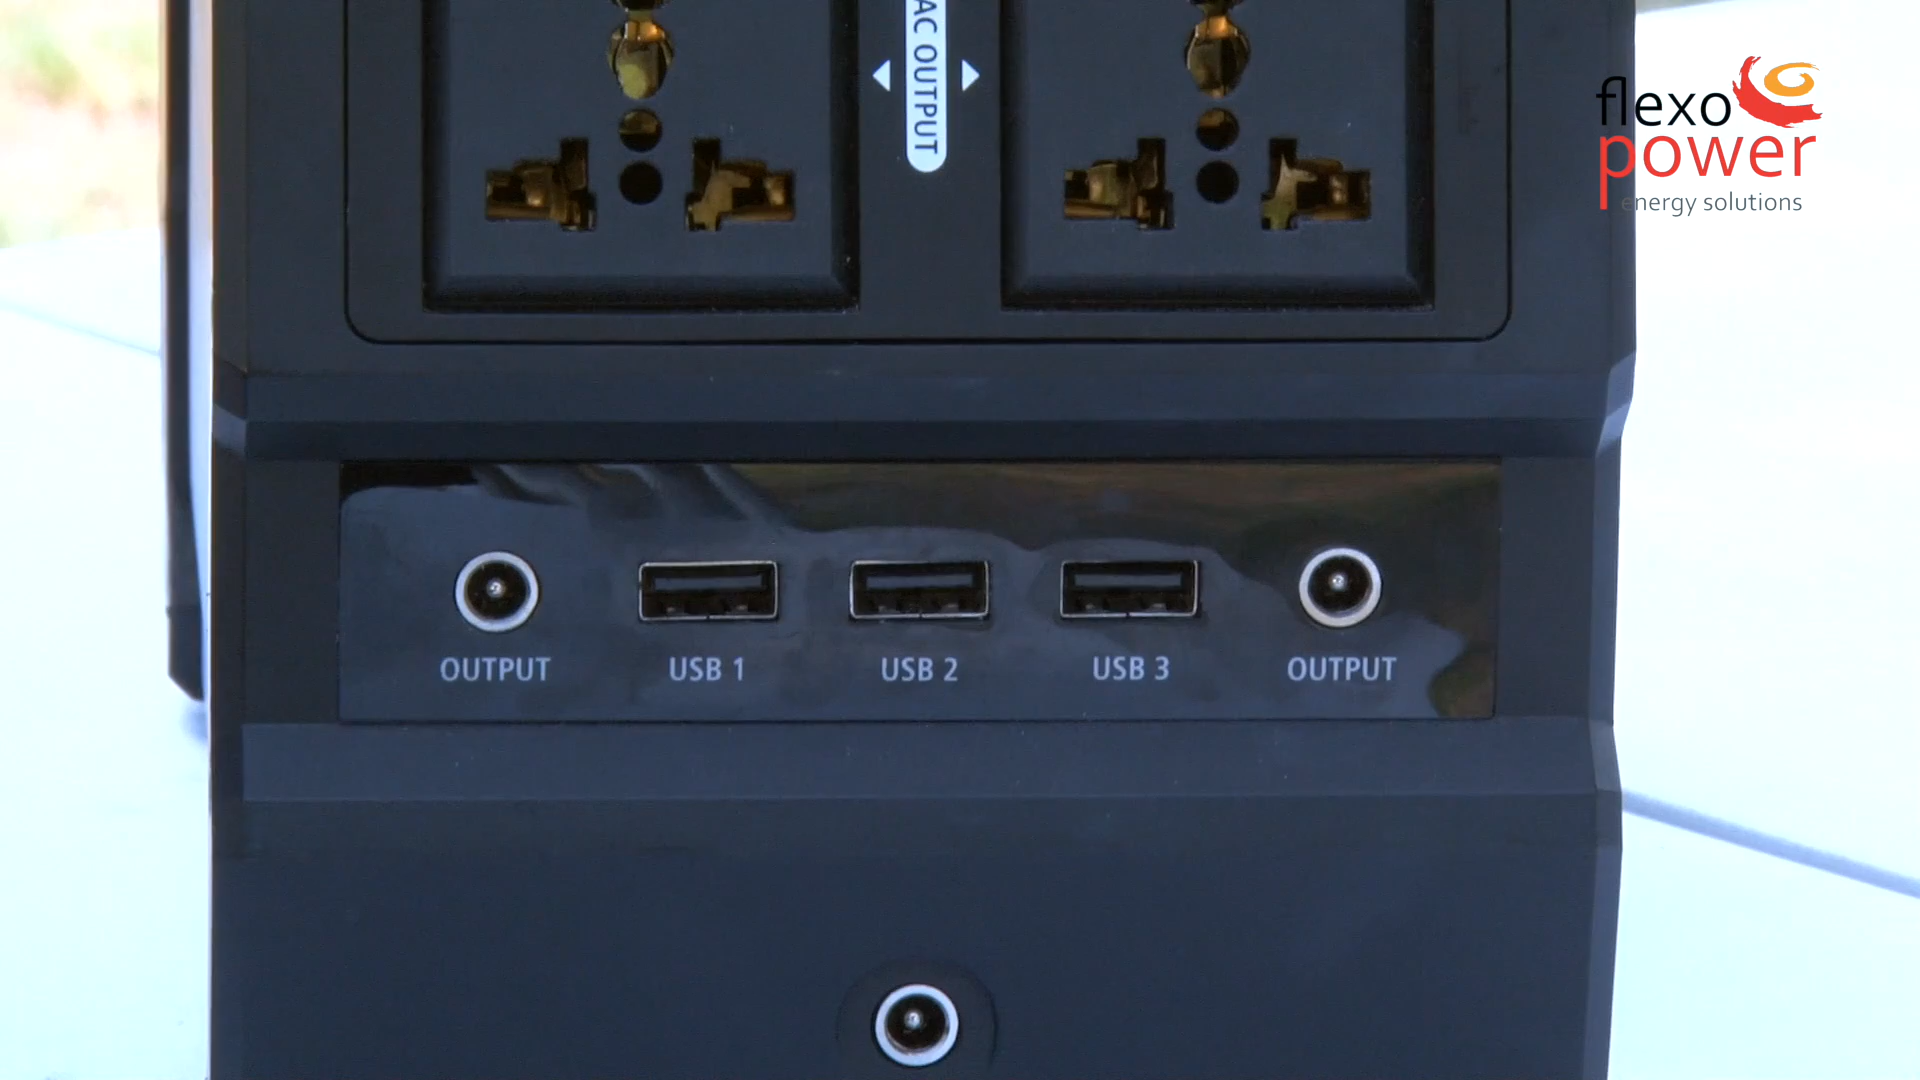 AC OUTPUT
flexo
power
energy solutions
OUTPUT
USB 1
USB 2
USB 3
OUTPUT